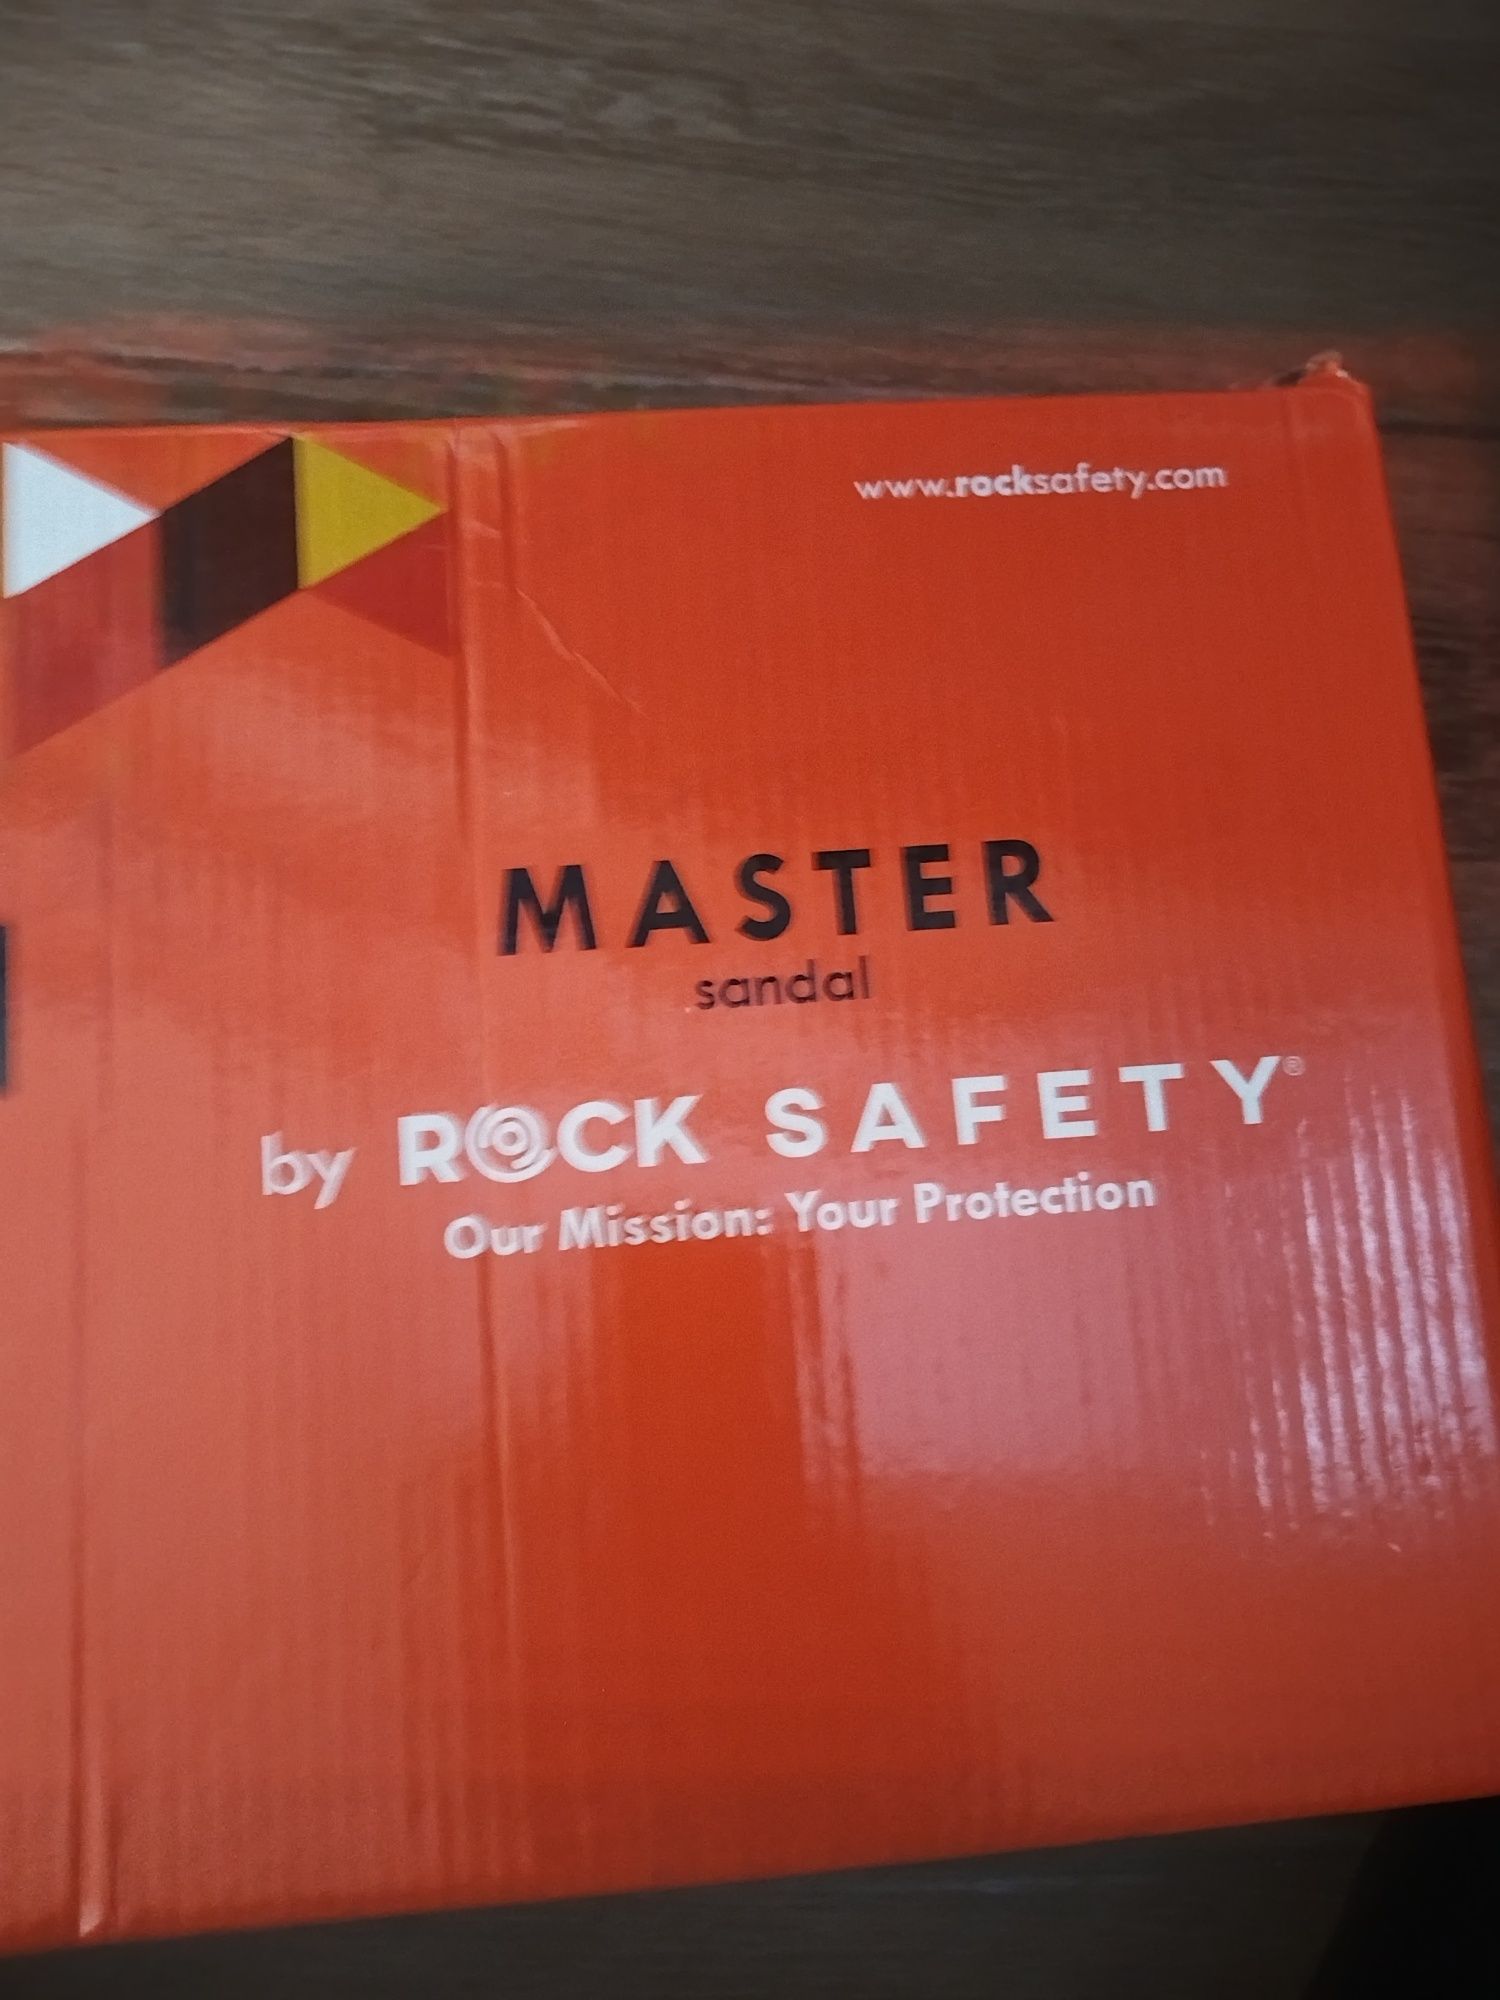 www.rocksafety.com
MASTER
sandal
by ROCK SAFETY®
Our Mission: Your Protection